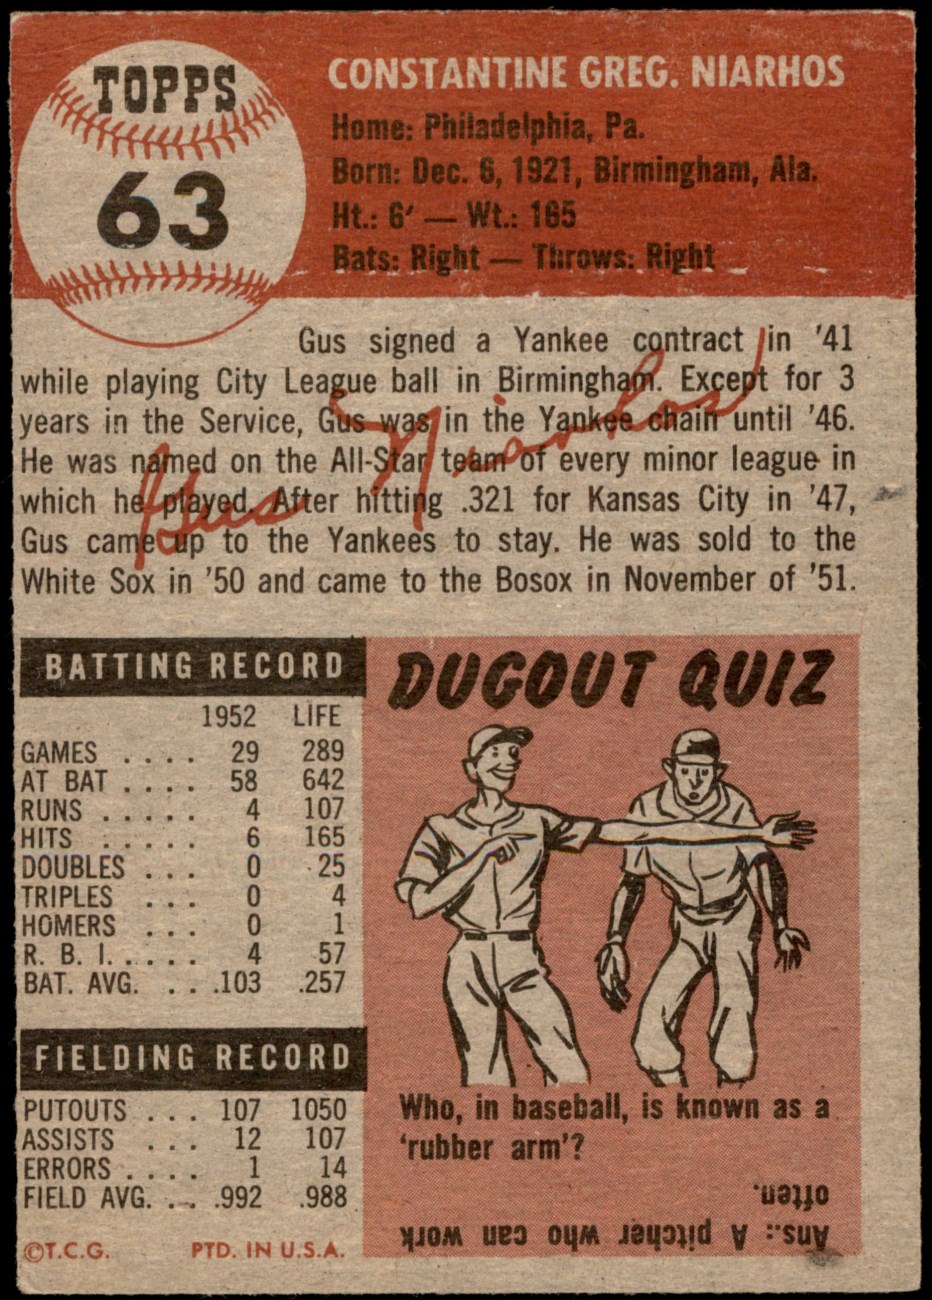 TOPPS
63
CONSTANTINE GREG. NIARHOS
Home: Philadelphia, Pa.
Born: Dec. 6, 1921, Birmingham, Ala.
Ht.: 6' — Wt.: 165
Bats: Right — Throws: Right
Gus signed a Yankee contract in '41
while playing City League ball in Birmingham. Except for 3
years in the Service, Gus was in the Yankee chain until '46.
He was named on the All-Star team of every minor league in
which he played. After hitting .321 for Kansas City in '47,
Gus came up to the Yankees to stay. He was sold to the
White Sox in '50 and came to the Bosox in November of '51.
Gus Niarhos
BATTING RECORD
1952 LIFE
GAMES . . . . 29 289
AT BAT . . . . 58 642
RUNS . . . . . 4 107
HITS . . . . . 6 165
DOUBLES . . . 0 25
TRIPLES . . . 0 4
HOMERS . . . 0 1
R. B. I. . . . . 4 57
BAT. AVG. . . .103 .257
FIELDING RECORD
PUTOUTS . . . 107 1050
ASSISTS . . . 12 107
ERRORS . . . . 1 14
FIELD AVG. . . .992 .988
©T.C.G. PTD. IN U.S.A.
DUGOUT QUIZ
Who, in baseball, is known as a
'rubber arm'?
Ans.: A pitcher who can work
often.